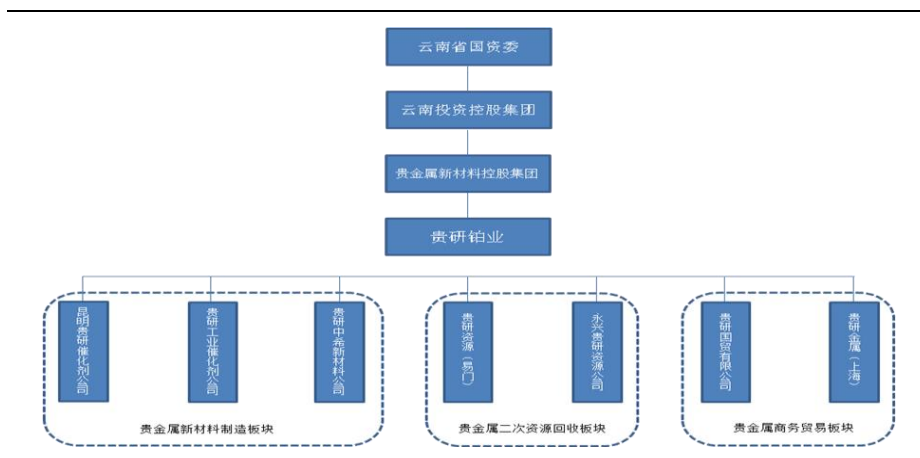 云南省国资委
云南投资控股集团
贵金属新材料控股集团
贵研铂业
昆明贵研催化剂公司
贵研工业催化剂公司
贵研中希新材料公司
贵研资源（易门）
永兴贵研资源公司
贵研国贸有限公司
贵研金属（上海）
贵金属新材料制造板块
贵金属二次资源回收板块
贵金属商务贸易板块